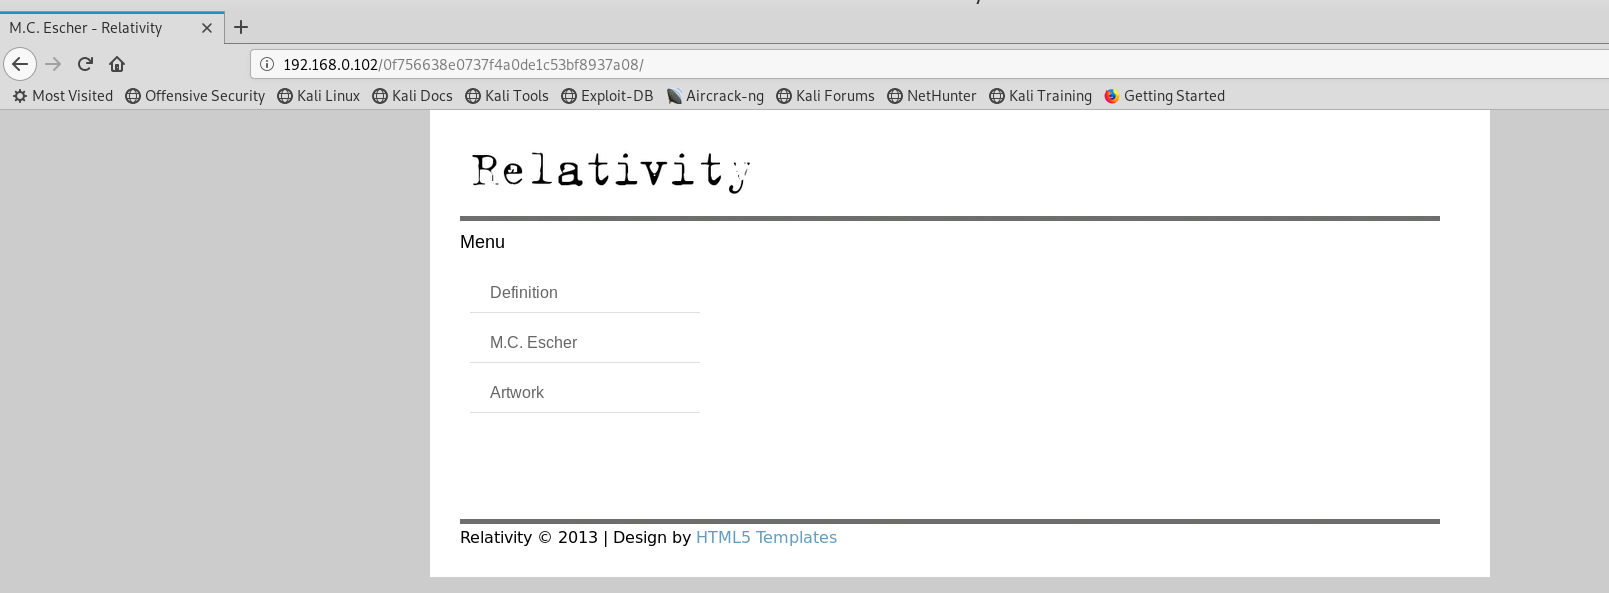 M.C. Escher - Relativity
192.168.0.102/0f756638e0737f4a0de1c53bf8937a08/
Most Visited Offensive Security Kali Linux Kali Docs Kali Tools Exploit-DB Aircrack-ng Kali Forums NetHunter Kali Training Getting Started
Relativity
Menu
Definition
M.C. Escher
Artwork
Relativity © 2013 | Design by HTML5 Templates